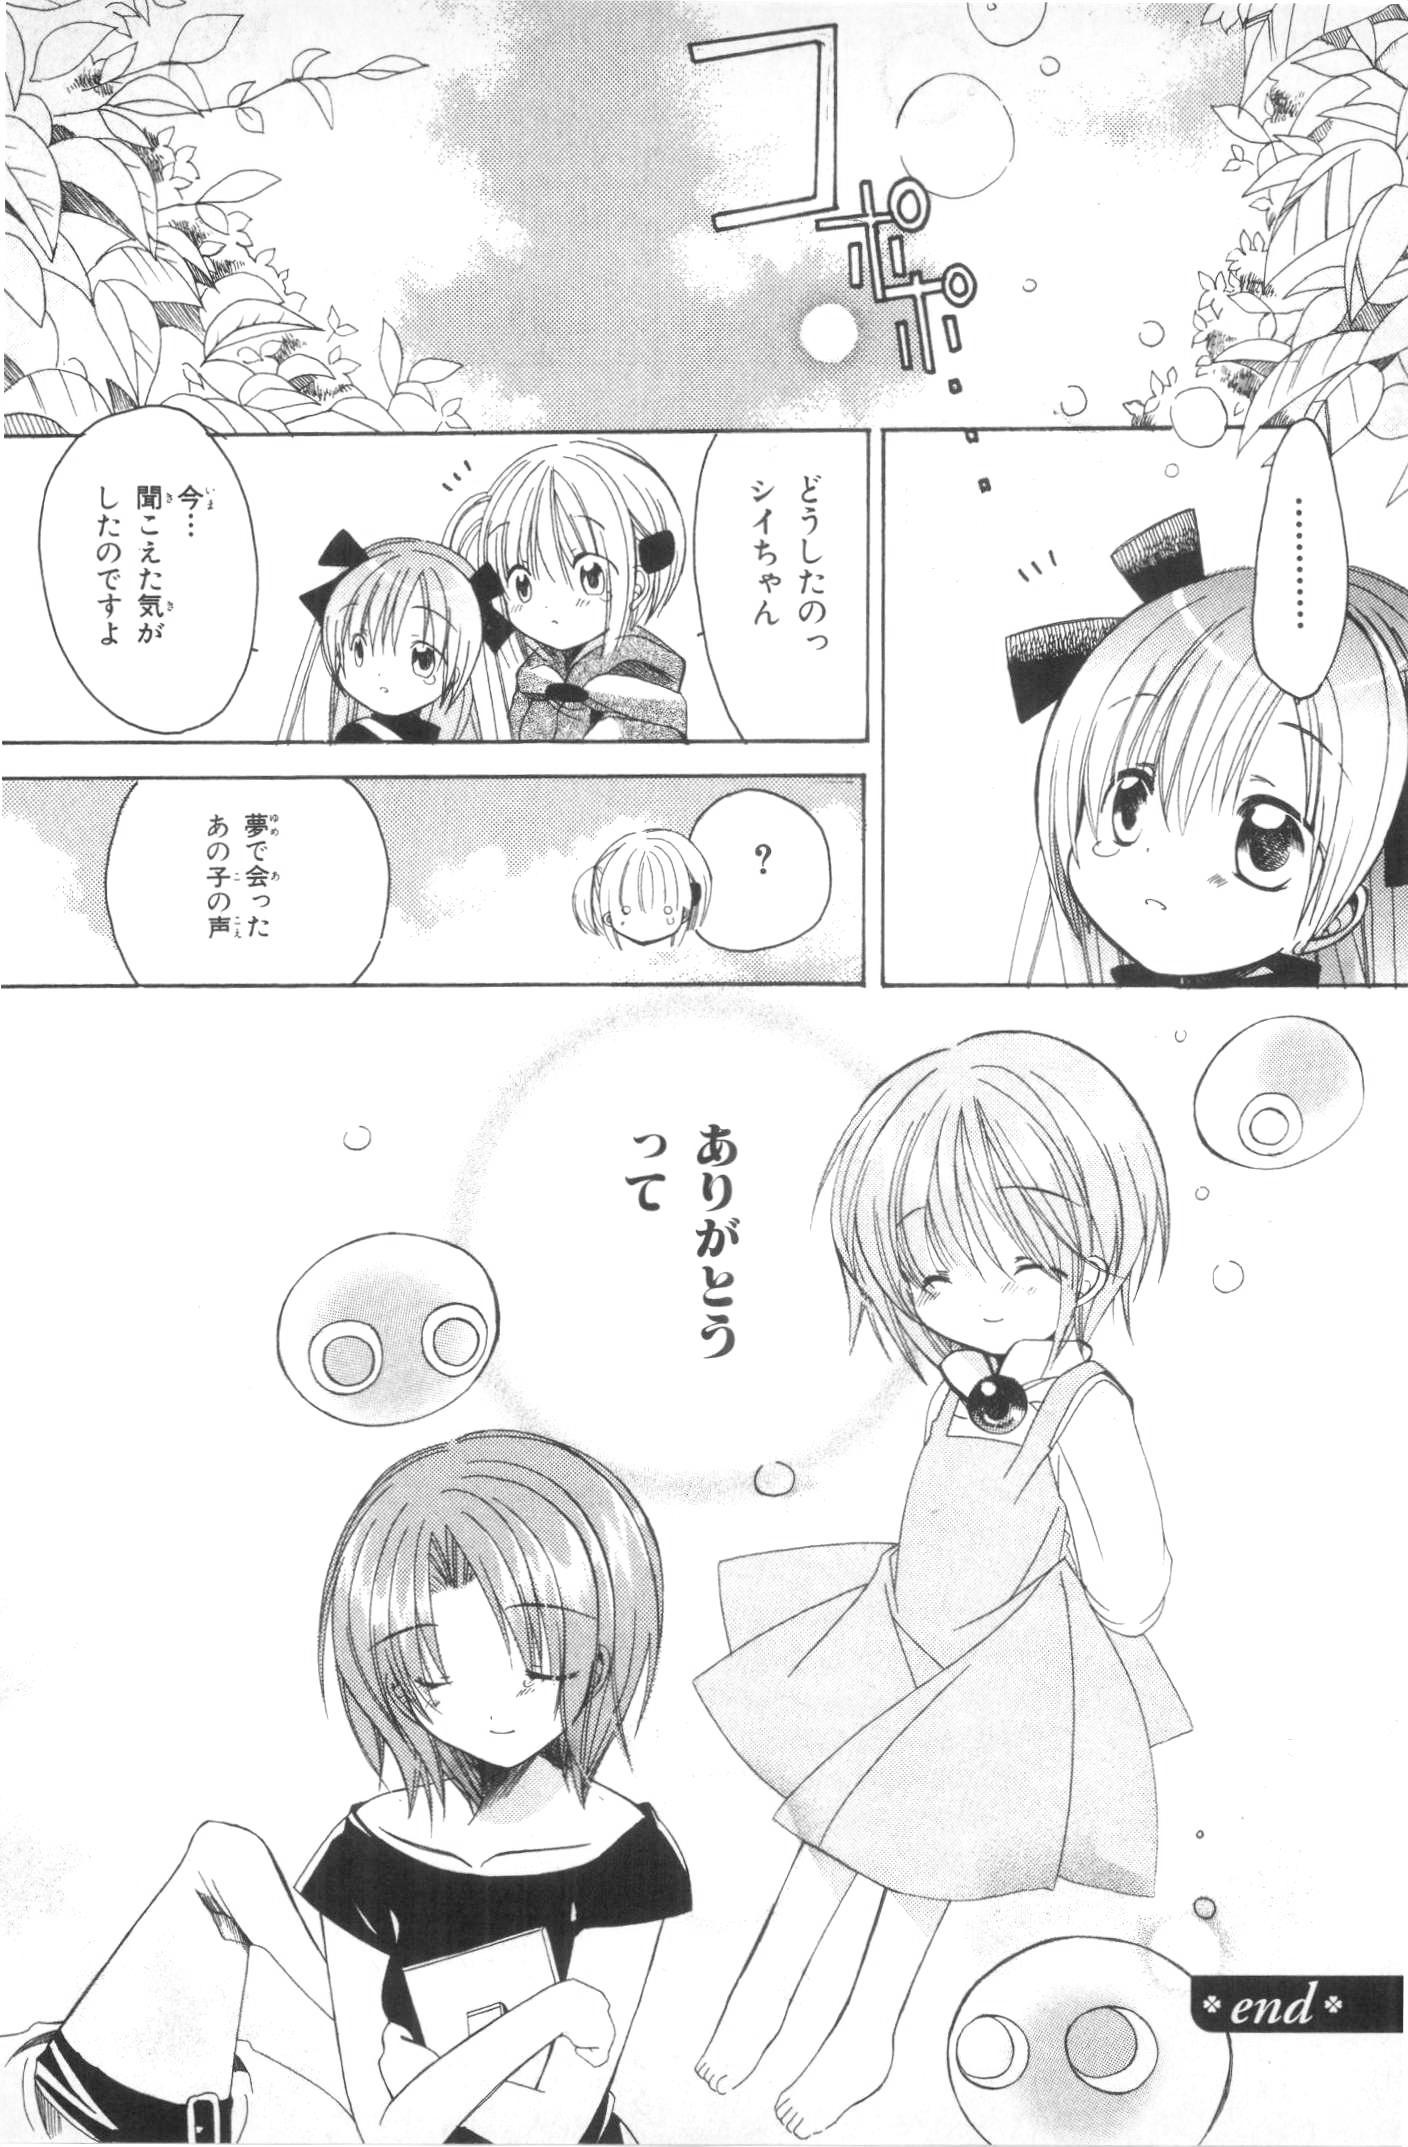 コポポ
…………
どうしたのっ
シイちゃん
今…
聞こえた気が
したのですよ
?
夢で会った
あの子の声
ありがとう
って
end